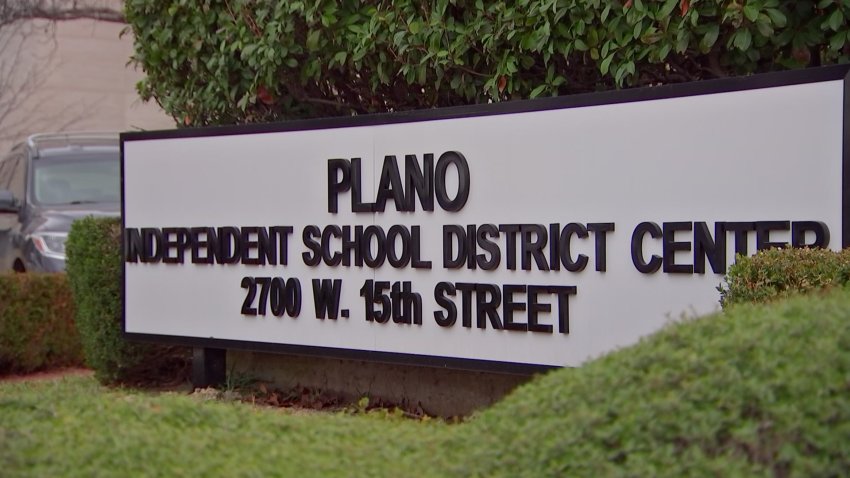 PLANO
INDEPENDENT SCHOOL DISTRICT CENTER
2700 W. 15th STREET